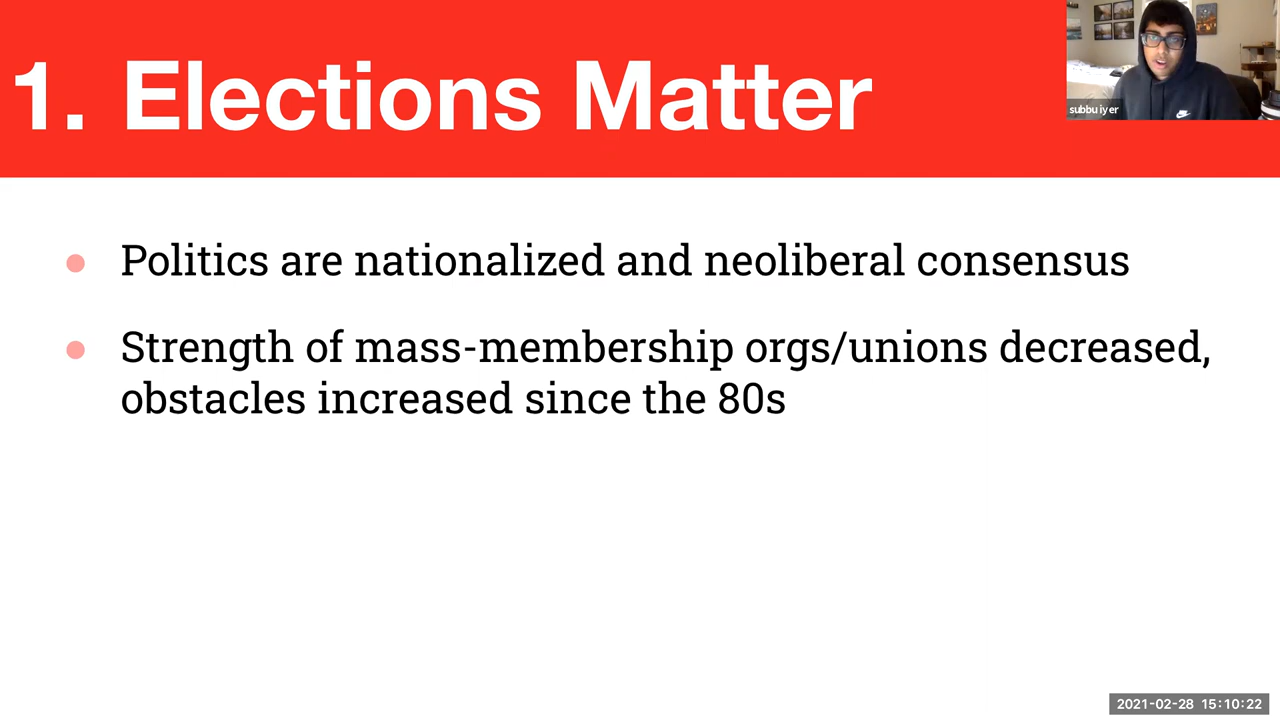 1. Elections Matter
subbu iyer
Politics are nationalized and neoliberal consensus
Strength of mass-membership orgs/unions decreased,
obstacles increased since the 80s
2021-02-28 15:10:22